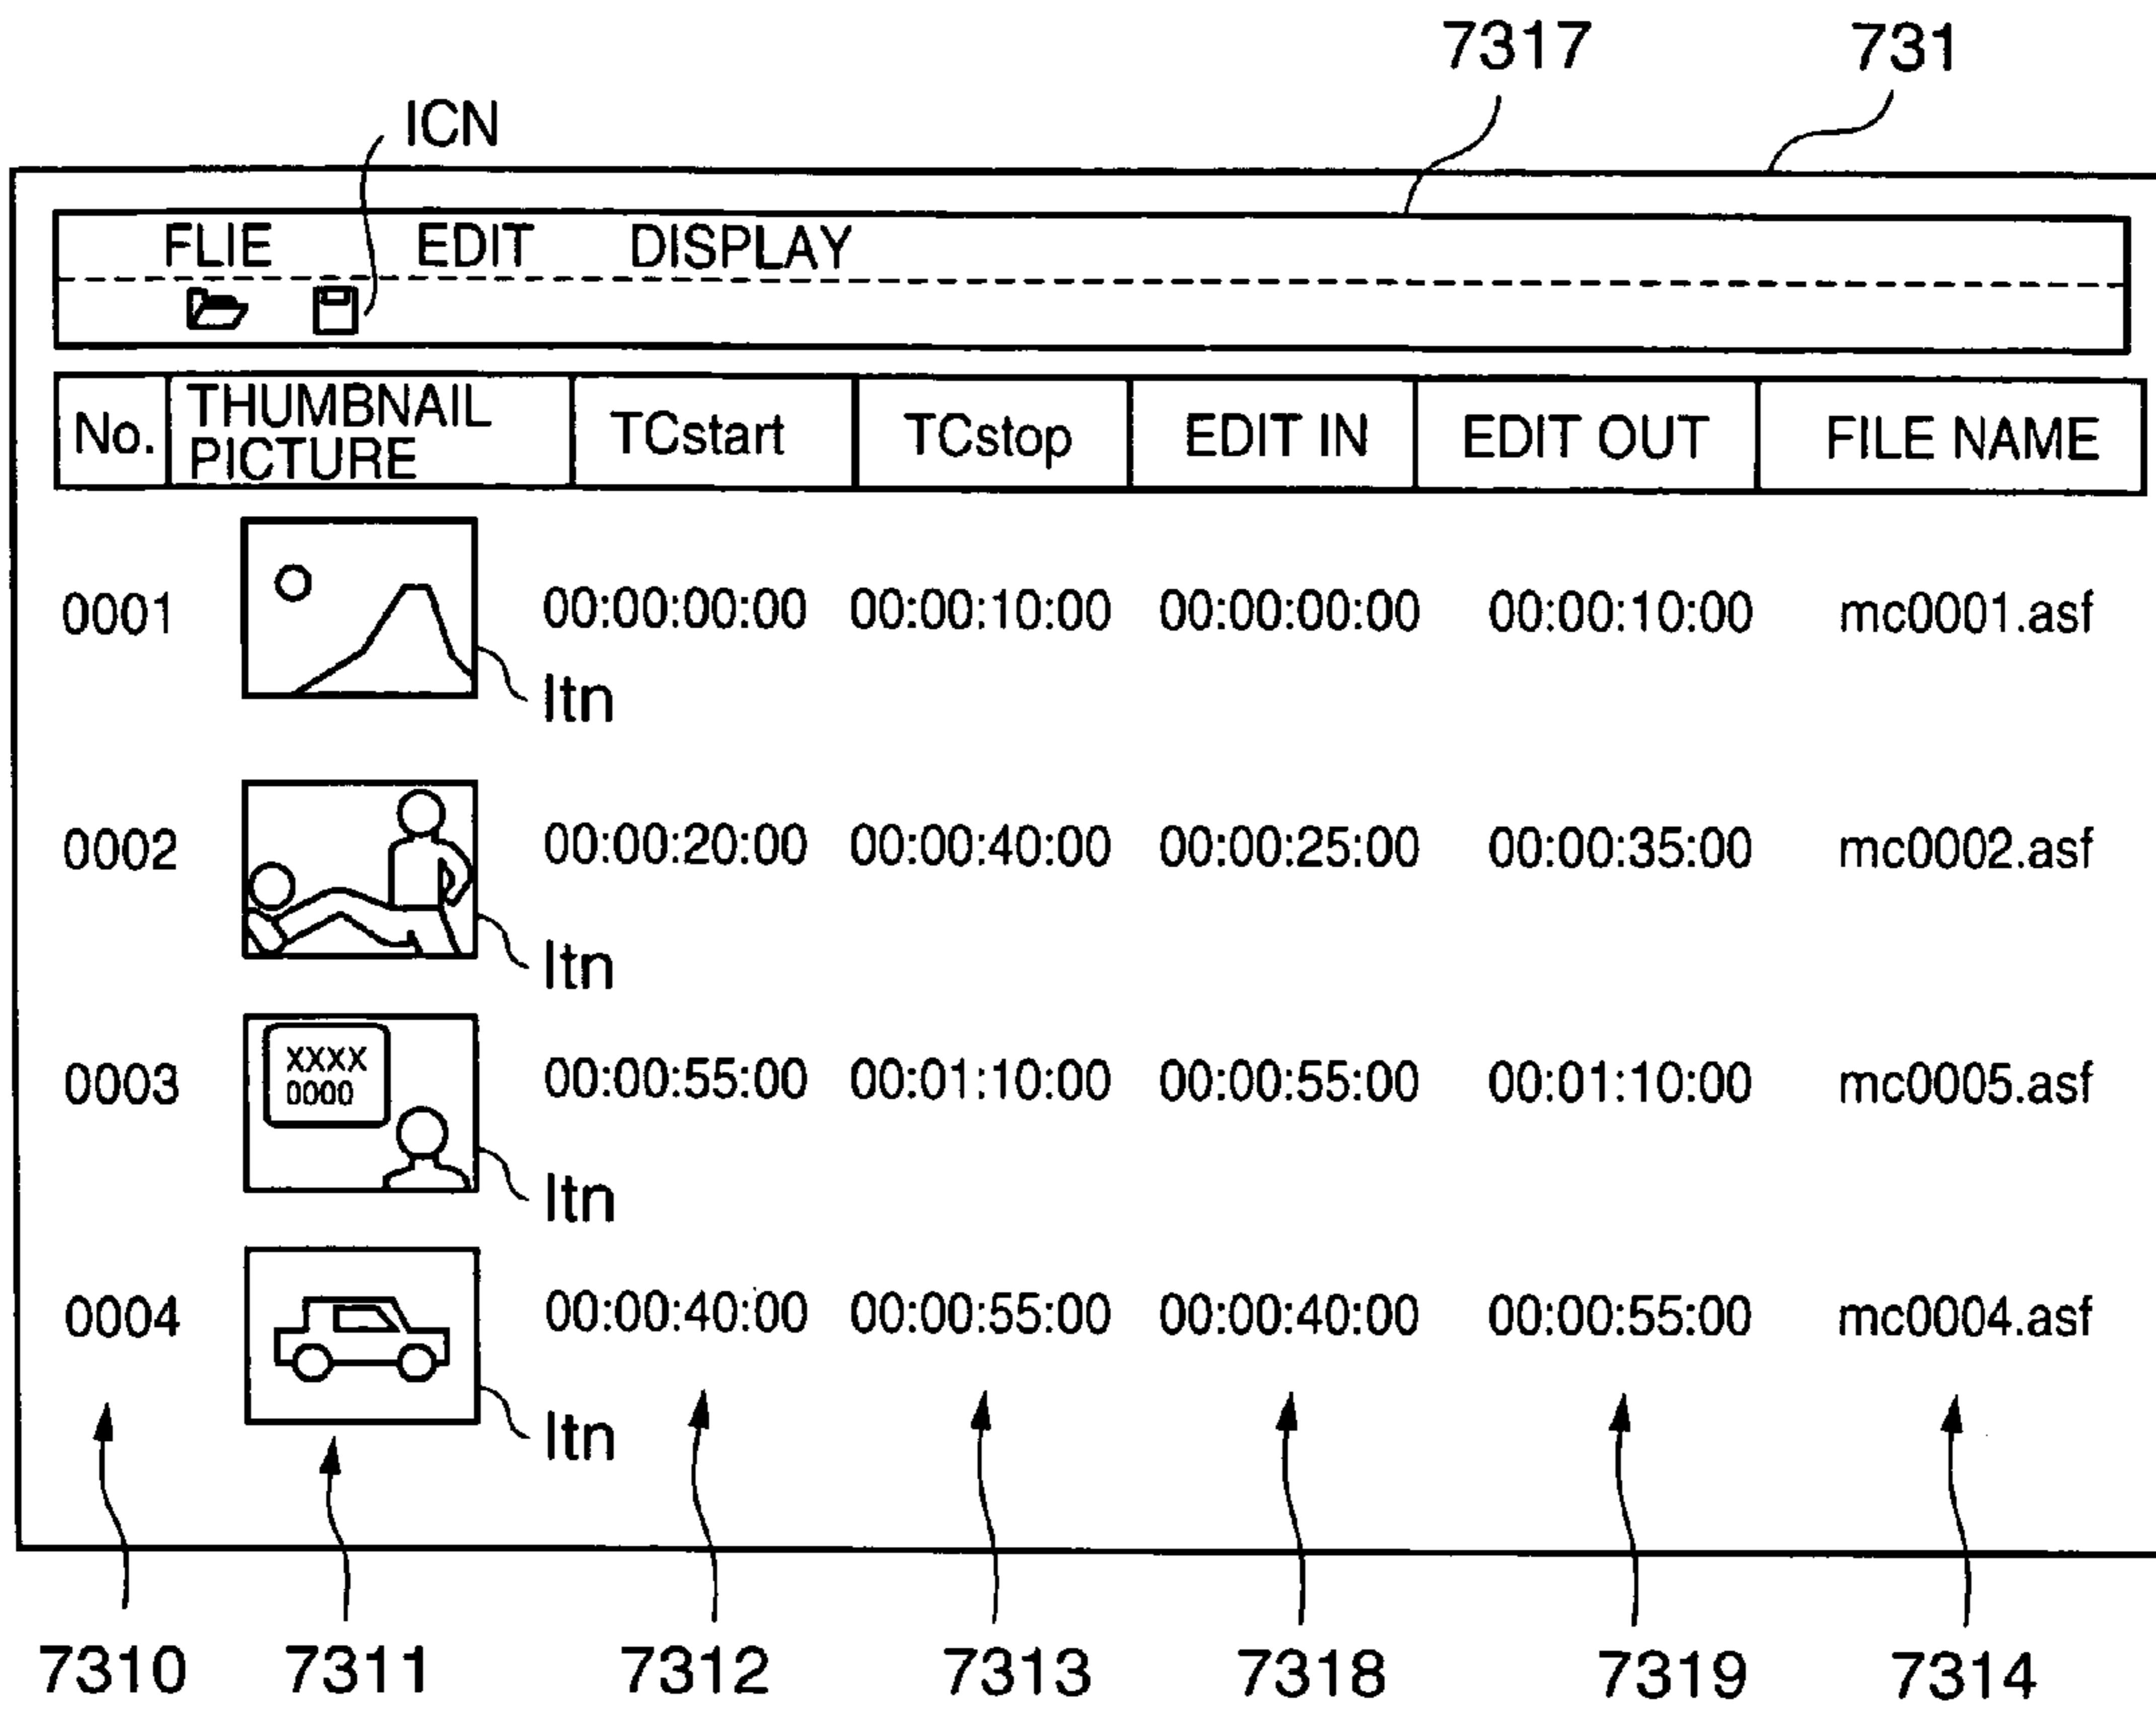 7317 731
ICN
FLIE EDIT DISPLAY
No. THUMBNAIL PICTURE TCstart TCstop EDIT IN EDIT OUT FILE NAME
0001 00:00:00:00 00:00:10:00 00:00:00:00 00:00:10:00 mc0001.asf
Itn
0002 00:00:20:00 00:00:40:00 00:00:25:00 00:00:35:00 mc0002.asf
Itn
XXXX
0000
0003 00:00:55:00 00:01:10:00 00:00:55:00 00:01:10:00 mc0005.asf
Itn
0004 00:00:40:00 00:00:55:00 00:00:40:00 00:00:55:00 mc0004.asf
Itn
7310 7311 7312 7313 7318 7319 7314